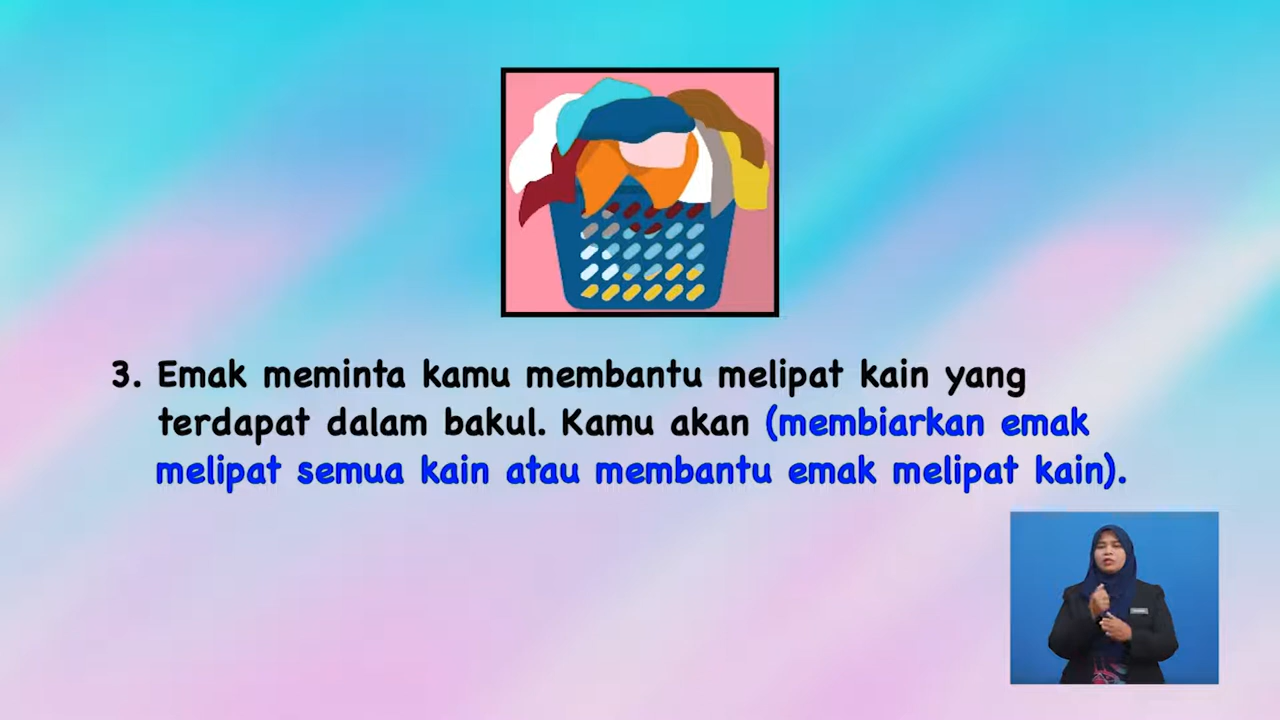 3. Emak meminta kamu membantu melipat kain yang
terdapat dalam bakul. Kamu akan (membiarkan emak
melipat semua kain atau membantu emak melipat kain).